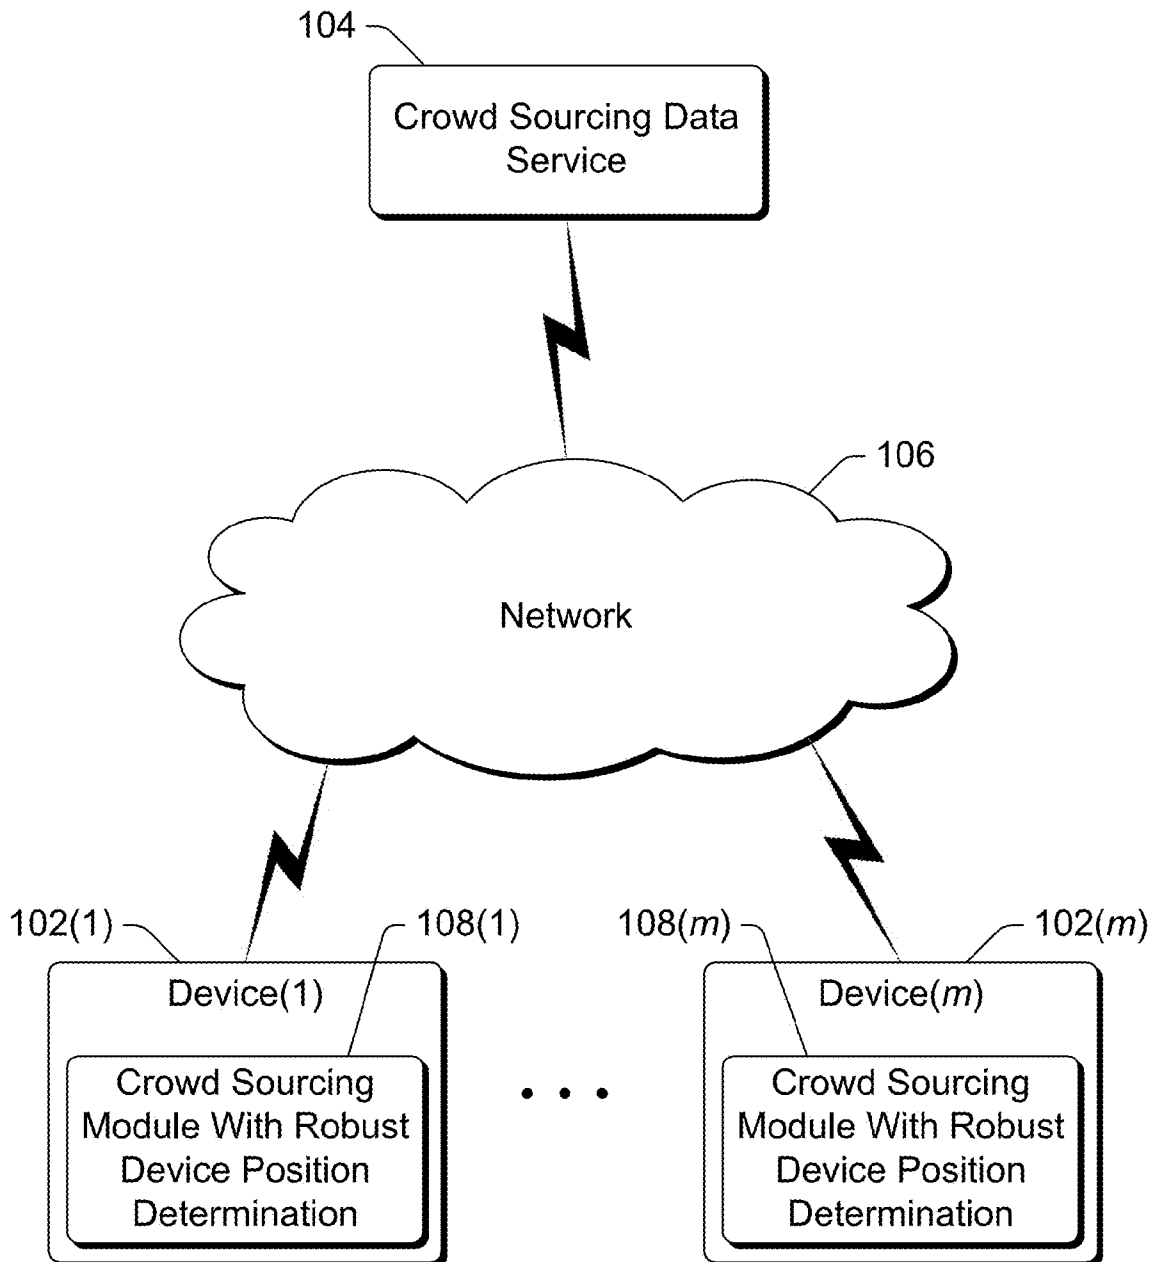 104
Crowd Sourcing Data
Service
106
Network
102(1)
108(1)
108(m)
102(m)
Device(1)
Device(m)
Crowd Sourcing
Module With Robust
Device Position
Determination
Crowd Sourcing
Module With Robust
Device Position
Determination